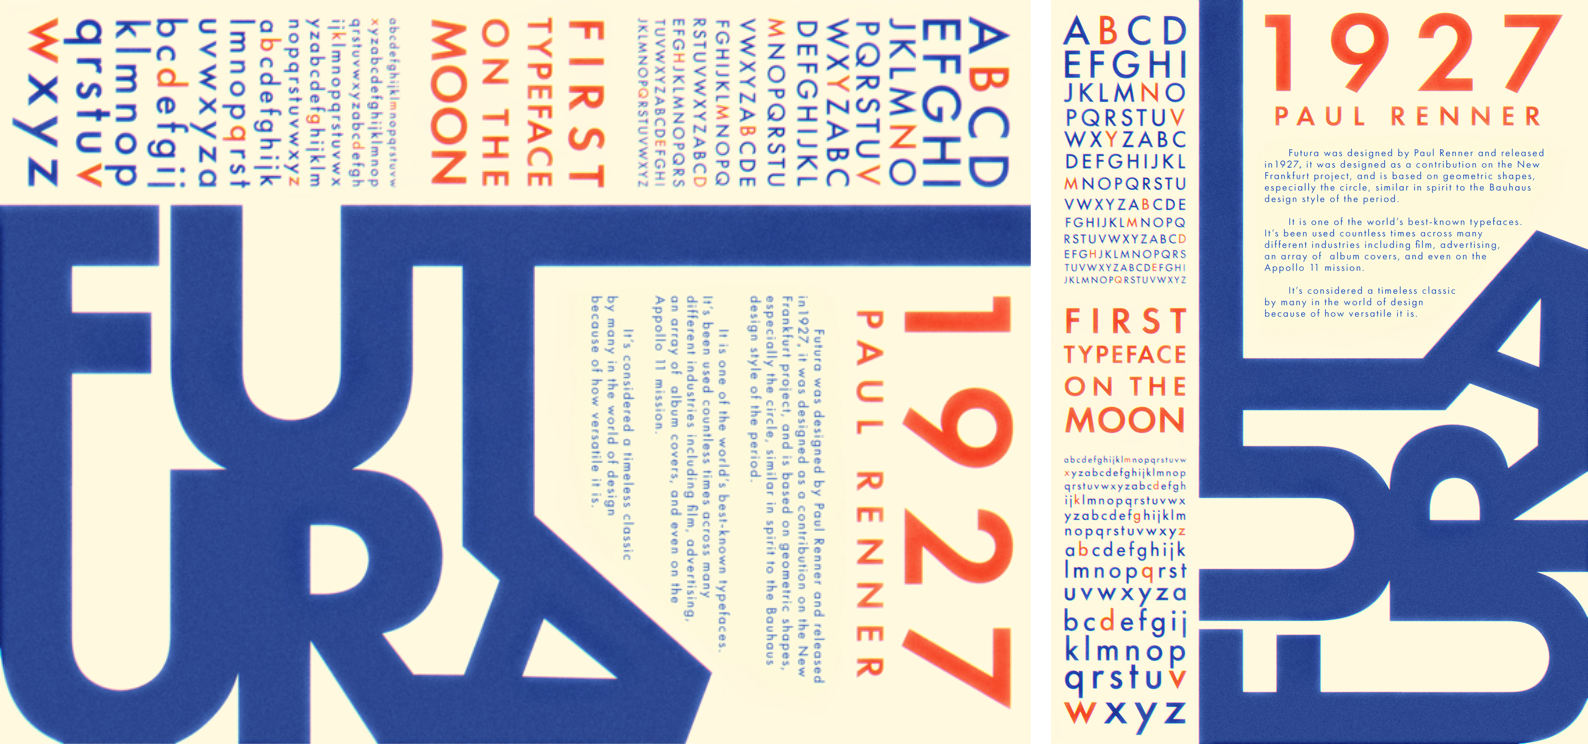 ABCD
EFGHI
JKLMNO
PQRSTUV
WXYZABC
DEFGHIJKL
MNOPQRSTU
VWXYZABCDE
FGHIJKLMNOPQ
RSTUVWXYZABCD
EFGHJKLMNOPQRS
TUVWXYZABCDEFGHI
JKLMNOPQRSTUVWXYZ
FIRST
TYPEFACE
ON THE
MOON
abcdefghijklmnopqrstuvw
xyzabcdefghijklmnop
qrstuvwxyzabcdefgh
ijklmnopqrstuvwx
yzabcdefghijklm
nopqrstuvwxyz
abcdefghijk
lmnopqrst
uvwxyza
bcdefgij
klmnop
qrstuv
wxyz
1927
PAUL RENNER
Futura was designed by Paul Renner and released
in1927, it was designed as a contribution on the New
Frankfurt project, and is based on geometric shapes,
especially the circle, similar in spirit to the Bauhaus
design style of the period.
It is one of the world's best-known typefaces.
It's been used countless times across many
different industries including film, advertising,
an array of album covers, and even on the
Appollo 11 mission.
It's considered a timeless classic
by many in the world of design
because of how versatile it is.
FUT
URA
ABCD
EFGHI
JKLMNO
PQRSTUV
WXYZABC
DEFGHIJKL
MNOPQRSTU
VWXYZABCDE
FGHIJKLMNOPQ
RSTUVWXYZABCD
EFGHJKLMNOPQRS
TUVWXYZABCDEFGHI
JKLMNOPQRSTUVWXYZ
FIRST
TYPEFACE
ON THE
MOON
abcdefghijklmnopqrstuvw
xyzabcdefghijklmnop
qrstuvwxyzabcdefgh
ijklmnopqrstuvwx
yzabcdefghijklm
nopqrstuvwxyz
abcdefghijk
lmnopqrst
uvwxyza
bcdefgij
klmnop
qrstuv
wxyz
1927
PAUL RENNER
Futura was designed by Paul Renner and released
in1927, it was designed as a contribution on the New
Frankfurt project, and is based on geometric shapes,
especially the circle, similar in spirit to the Bauhaus
design style of the period.
It is one of the world's best-known typefaces.
It's been used countless times across many
different industries including film, advertising,
an array of album covers, and even on the
Appollo 11 mission.
It's considered a timeless classic
by many in the world of design
because of how versatile it is.
FUT
URA